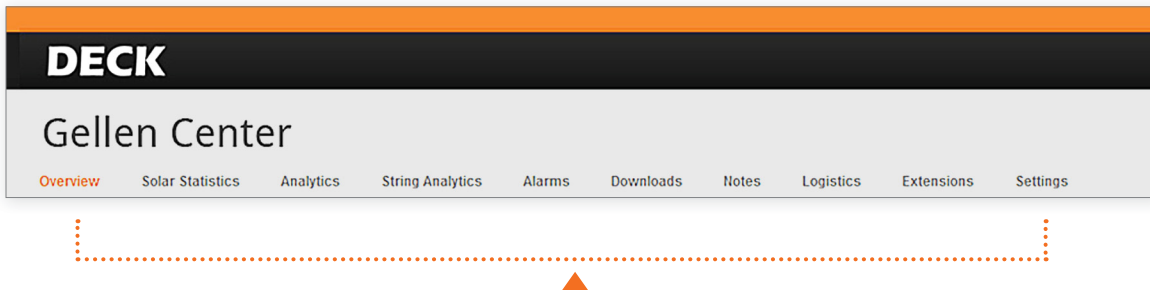 DECK
Gellen Center
Overview Solar Statistics Analytics String Analytics Alarms Downloads Notes Logistics Extensions Settings